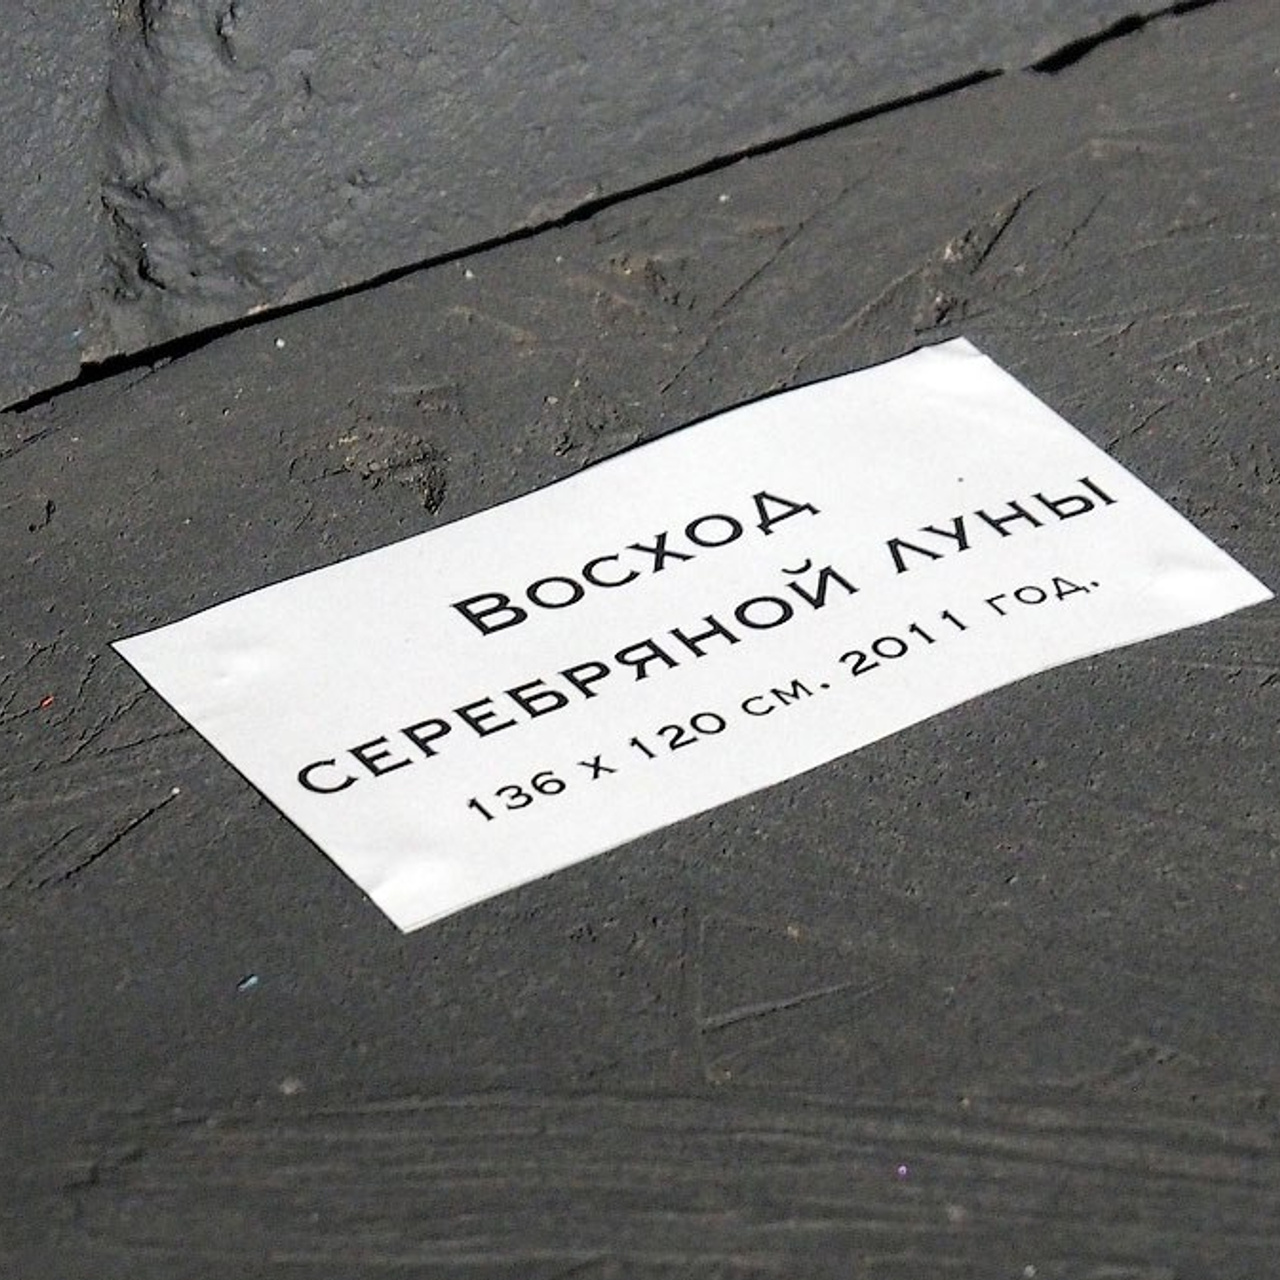 Восход
серебряной луны
136 х 120 см. 2011 год.